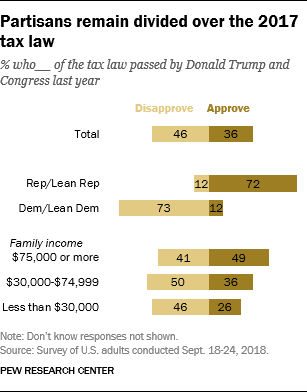 Partisans remain divided over the 2017
tax law
% who__ of the tax law passed by Donald Trump and
Congress last year
Disapprove Approve
Total 46 36
Rep/Lean Rep 12 72
Dem/Lean Dem 73 12
Family income
$75,000 or more 41 49
$30,000-$74,999 50 36
Less than $30,000 46 26
Note: Don't know responses not shown.
Source: Survey of U.S. adults conducted Sept. 18-24, 2018.
PEW RESEARCH CENTER